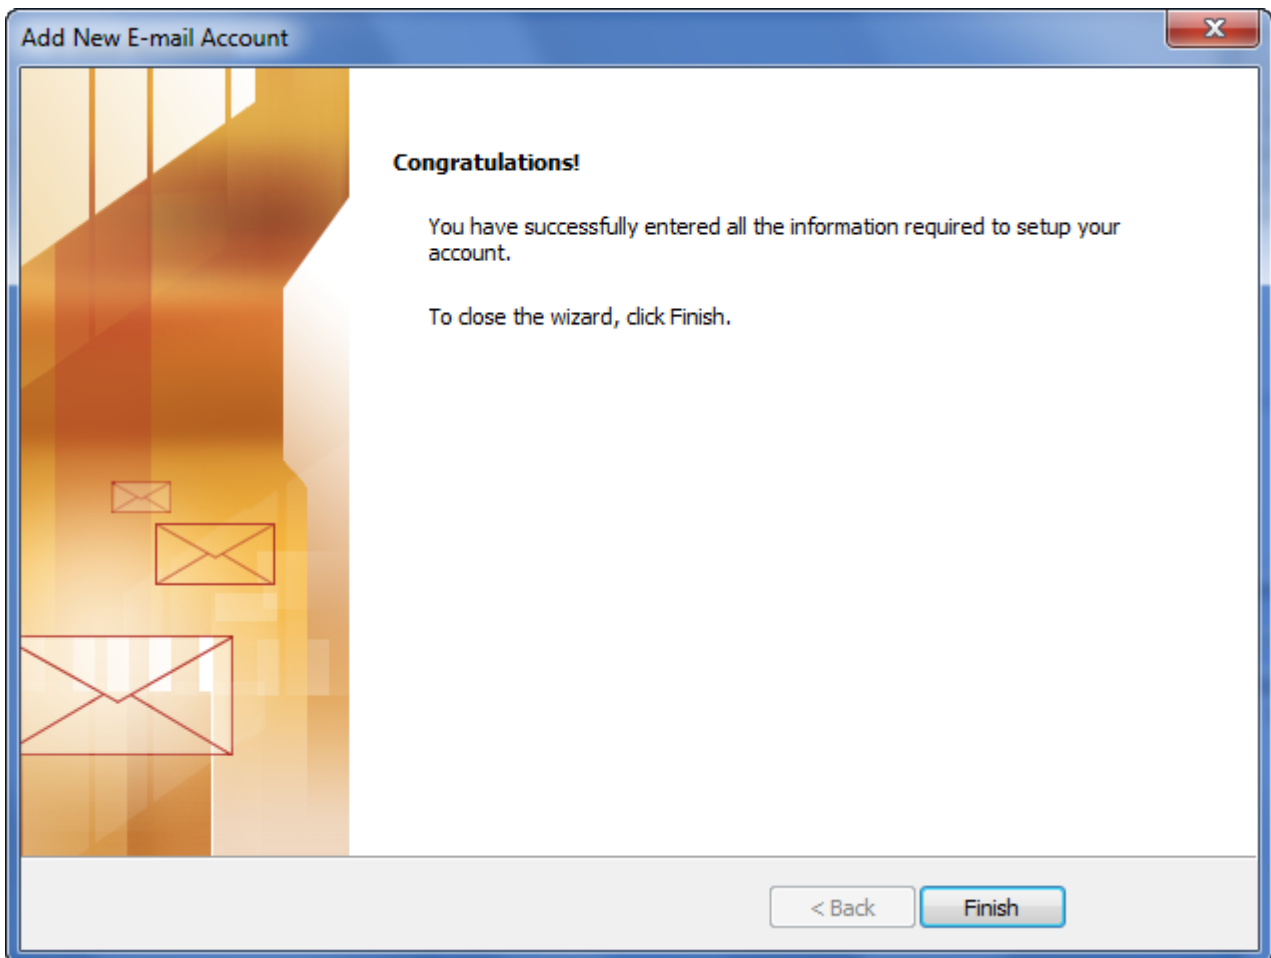 Add New E-mail Account
X
Congratulations!
You have successfully entered all the information required to setup your
account.
To close the wizard, click Finish.
< Back
Finish